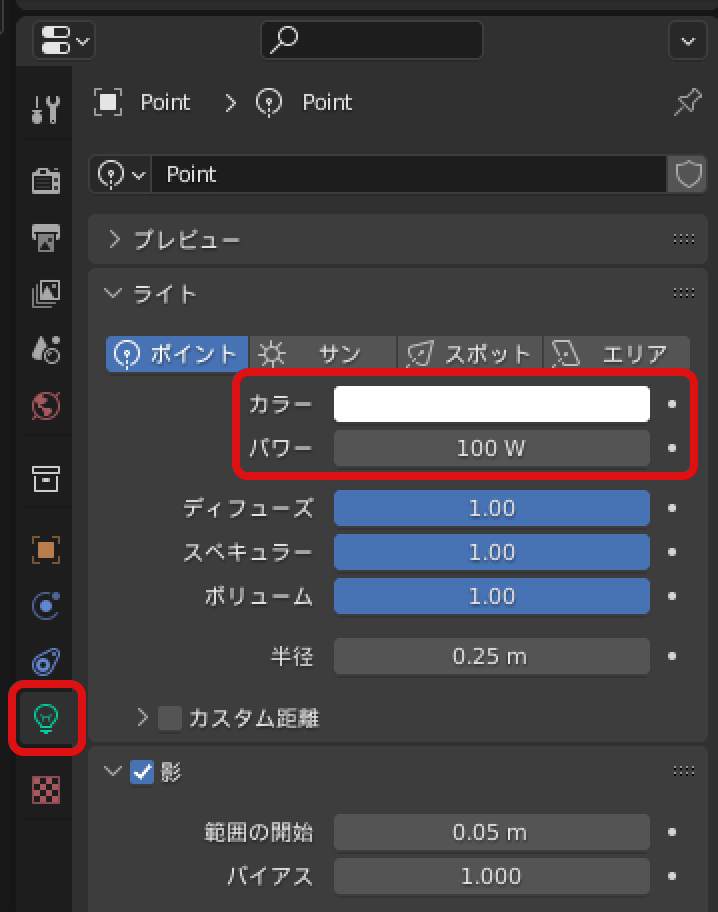 Point > Point
Point
プレビュー
ライト
ポイント サン スポット エリア
カラー
パワー 100 W
ディフューズ 1.00
スペキュラー 1.00
ボリューム 1.00
半径 0.25 m
カスタム距離
影
範囲の開始 0.05 m
バイアス 1.000